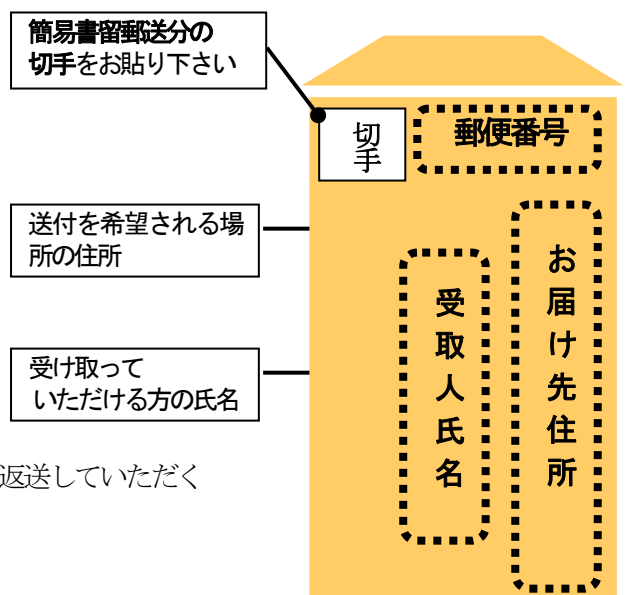 簡易書留郵送分の
切手をお貼り下さい
切手
郵便番号
送付を希望される場
所の住所
お届け先住所
受取人氏名
受け取って
いただける方の氏名
返送していただく